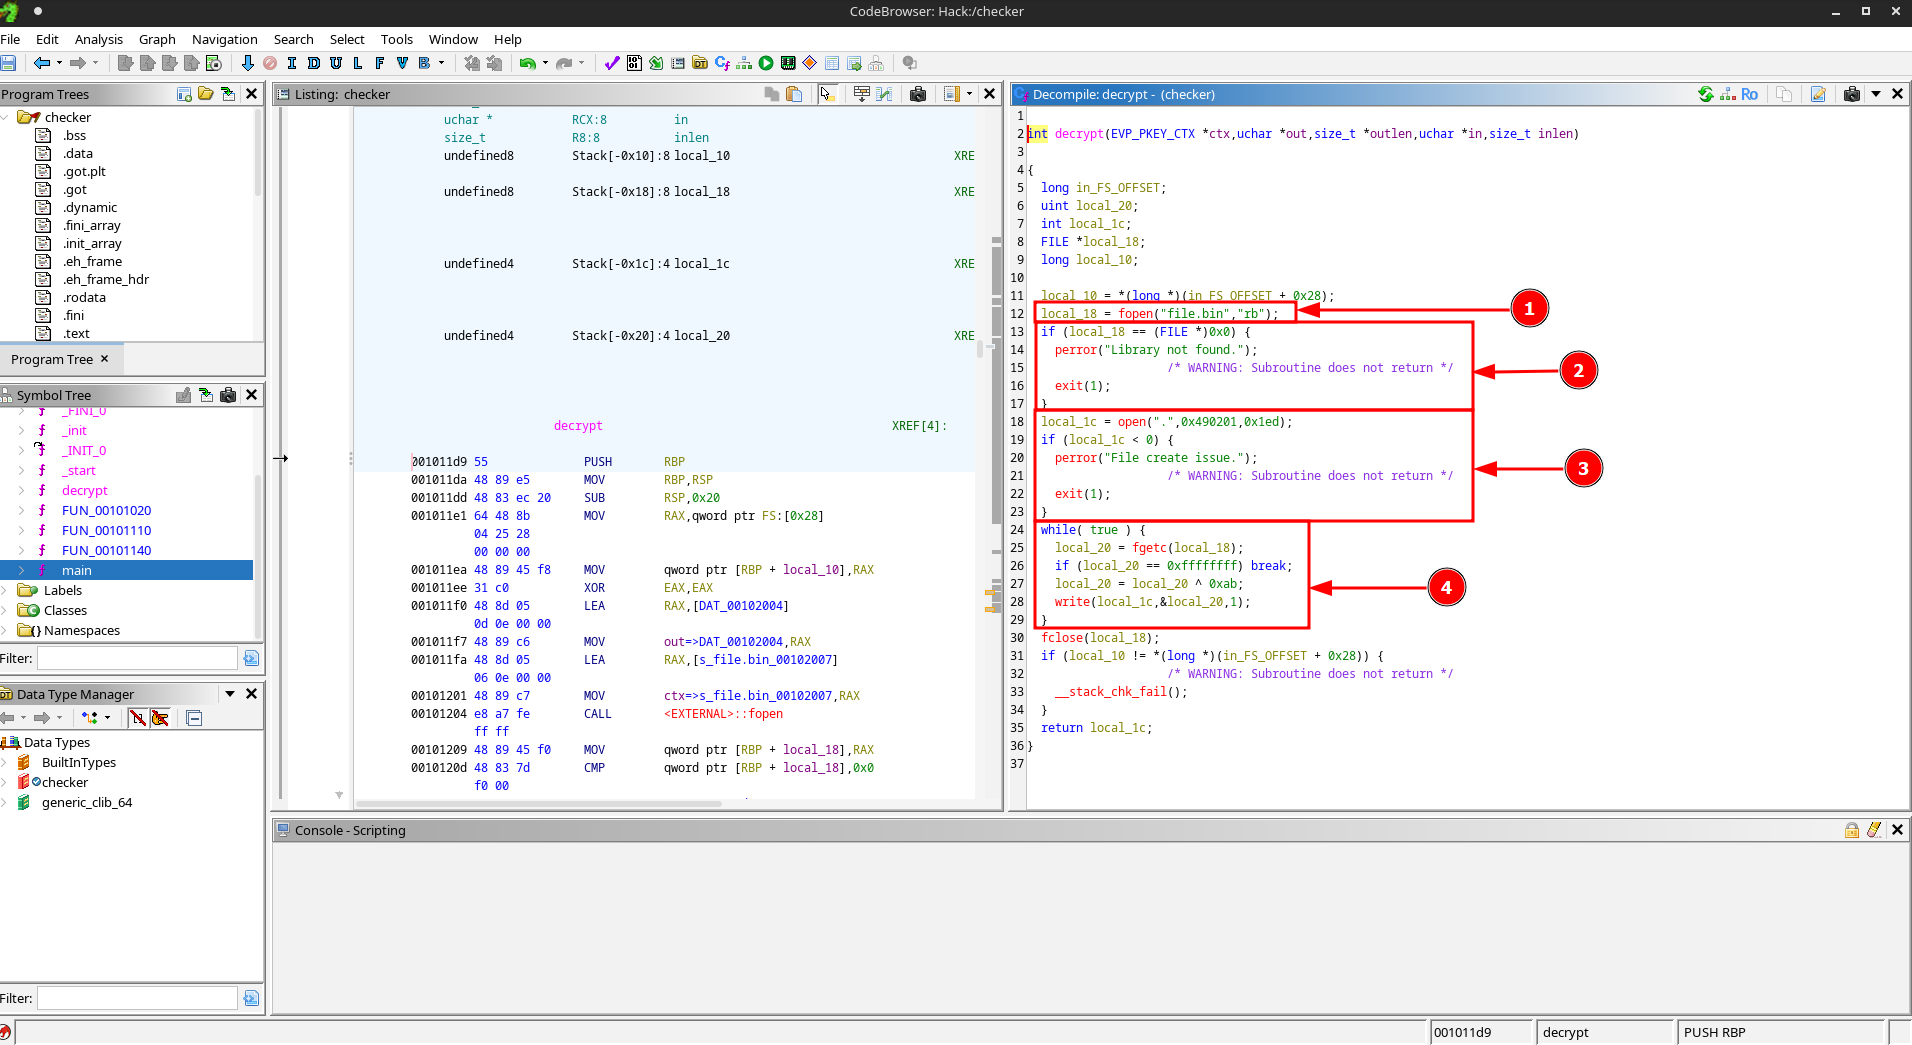 CodeBrowser: Hack:/checker
File Edit Analysis Graph Navigation Search Select Tools Window Help
I D U L F V B
Program Trees
checker
.bss
.data
.got.plt
.got
.dynamic
.fini_array
.init_array
.eh_frame
.eh_frame_hdr
.rodata
.fini
.text
Program Tree ×
Symbol Tree
_FINI_0
_init
_INIT_0
_start
decrypt
FUN_00101020
FUN_00101110
FUN_00101140
main
Labels
Classes
Namespaces
Filter:
Data Type Manager
Data Types
BuiltInTypes
checker
generic_clib_64
Filter:
Listing: checker
uchar * RCX:8 in
size_t R8:8 inlen
undefined8 Stack[-0x10]:8 local_10 XRE
undefined8 Stack[-0x18]:8 local_18 XRE
undefined4 Stack[-0x1c]:4 local_1c XRE
undefined4 Stack[-0x20]:4 local_20 XRE
decrypt XREF[4]:
001011d9 55 PUSH RBP
001011da 48 89 e5 MOV RBP,RSP
001011dd 48 83 ec 20 SUB RSP,0x20
001011e1 64 48 8b MOV RAX,qword ptr FS:[0x28]
04 25 28
00 00 00
001011ea 48 89 45 f8 MOV qword ptr [RBP + local_10],RAX
001011ee 31 c0 XOR EAX,EAX
001011f0 48 8d 05 LEA RAX,[DAT_00102004]
0d 0e 00 00
001011f7 48 89 c6 MOV out=>DAT_00102004,RAX
001011fa 48 8d 05 LEA RAX,[s_file.bin_00102007]
06 0e 00 00
00101201 48 89 c7 MOV ctx=>s_file.bin_00102007,RAX
00101204 e8 a7 fe CALL <EXTERNAL>::fopen
ff ff
00101209 48 89 45 f0 MOV qword ptr [RBP + local_18],RAX
0010120d 48 83 7d CMP qword ptr [RBP + local_18],0x0
f0 00
Decompile: decrypt - (checker)
Ro
1
2 int decrypt(EVP_PKEY_CTX *ctx,uchar *out,size_t *outlen,uchar *in,size_t inlen)
3
4 {
5 long in_FS_OFFSET;
6 uint local_20;
7 int local_1c;
8 FILE *local_18;
9 long local_10;
10
11 local_10 = *(long *)(in_FS_OFFSET + 0x28);
12 local_18 = fopen("file.bin","rb");
13 if (local_18 == (FILE *)0x0) {
14 perror("Library not found.");
15 /* WARNING: Subroutine does not return */
16 exit(1);
17 }
18 local_1c = open(".",0x490201,0x1ed);
19 if (local_1c < 0) {
20 perror("File create issue.");
21 /* WARNING: Subroutine does not return */
22 exit(1);
23 }
24 while( true ) {
25 local_20 = fgetc(local_18);
26 if (local_20 == 0xffffffff) break;
27 local_20 = local_20 ^ 0xab;
28 write(local_1c,&local_20,1);
29 }
30 fclose(local_18);
31 if (local_10 != *(long *)(in_FS_OFFSET + 0x28)) {
32 /* WARNING: Subroutine does not return */
33 __stack_chk_fail();
34 }
35 return local_1c;
36 }
37
1
2
3
4
Console - Scripting
001011d9 decrypt PUSH RBP